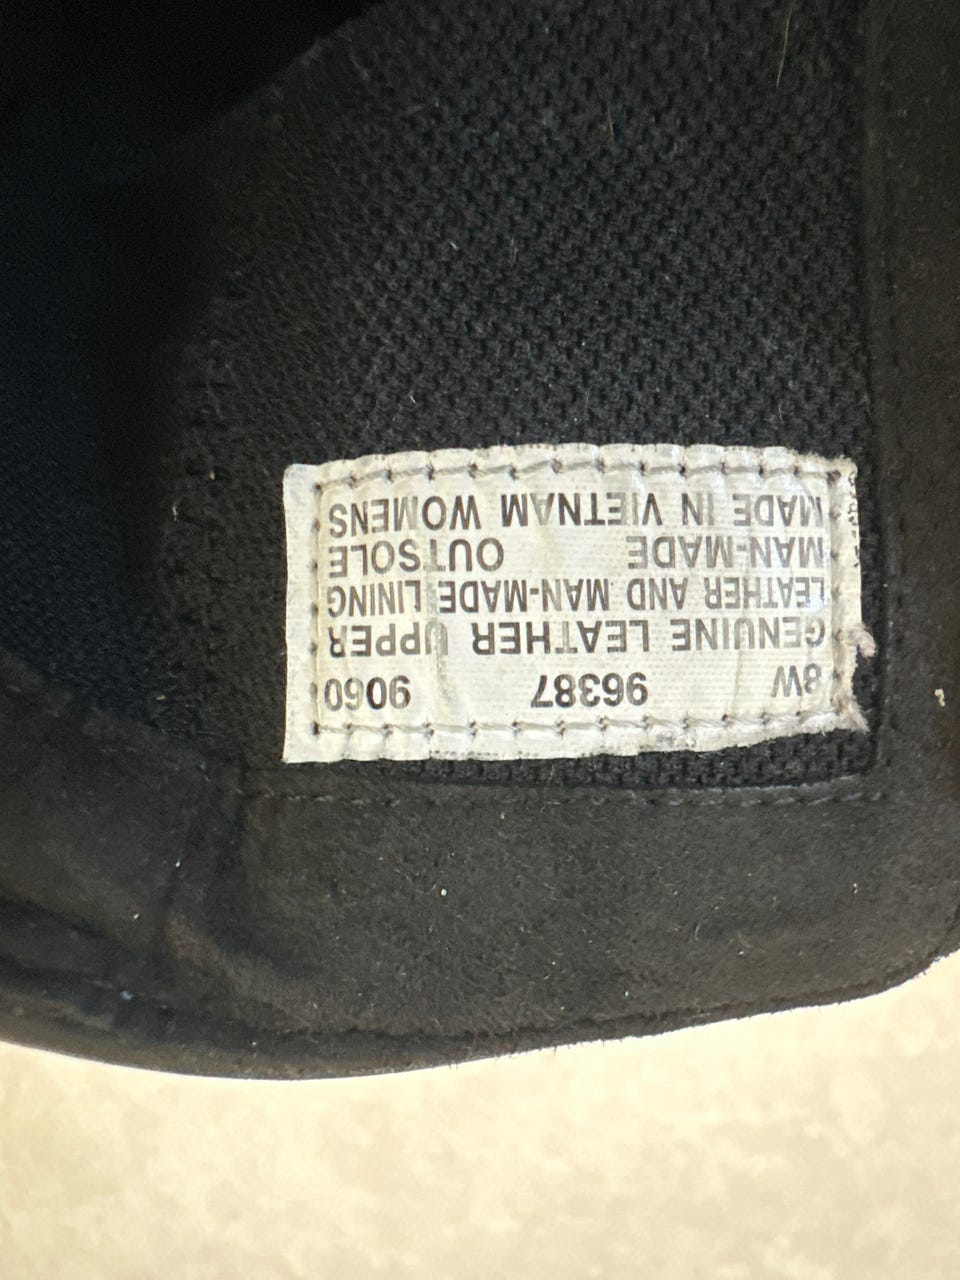 8W 96387 9060
GENUINE LEATHER UPPER
LEATHER AND MAN-MADE LINING
MAN-MADE OUTSOLE
MADE IN VIETNAM WOMENS